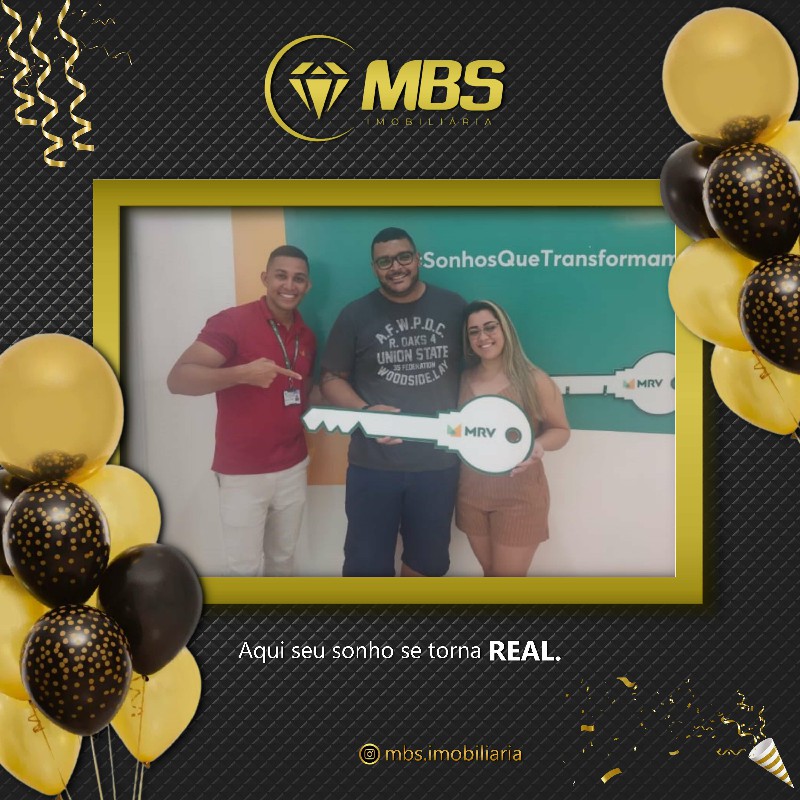 MBS
IMOBILIÁRIA
#SonhosQueTransformam
A.F.W.P.O.C.
R. OAKS 4
UNION STATE
35 FEDERATION
WOODSIDE.LAY
MRV
MRV
Aqui seu sonho se torna REAL.
mbs.imobiliaria